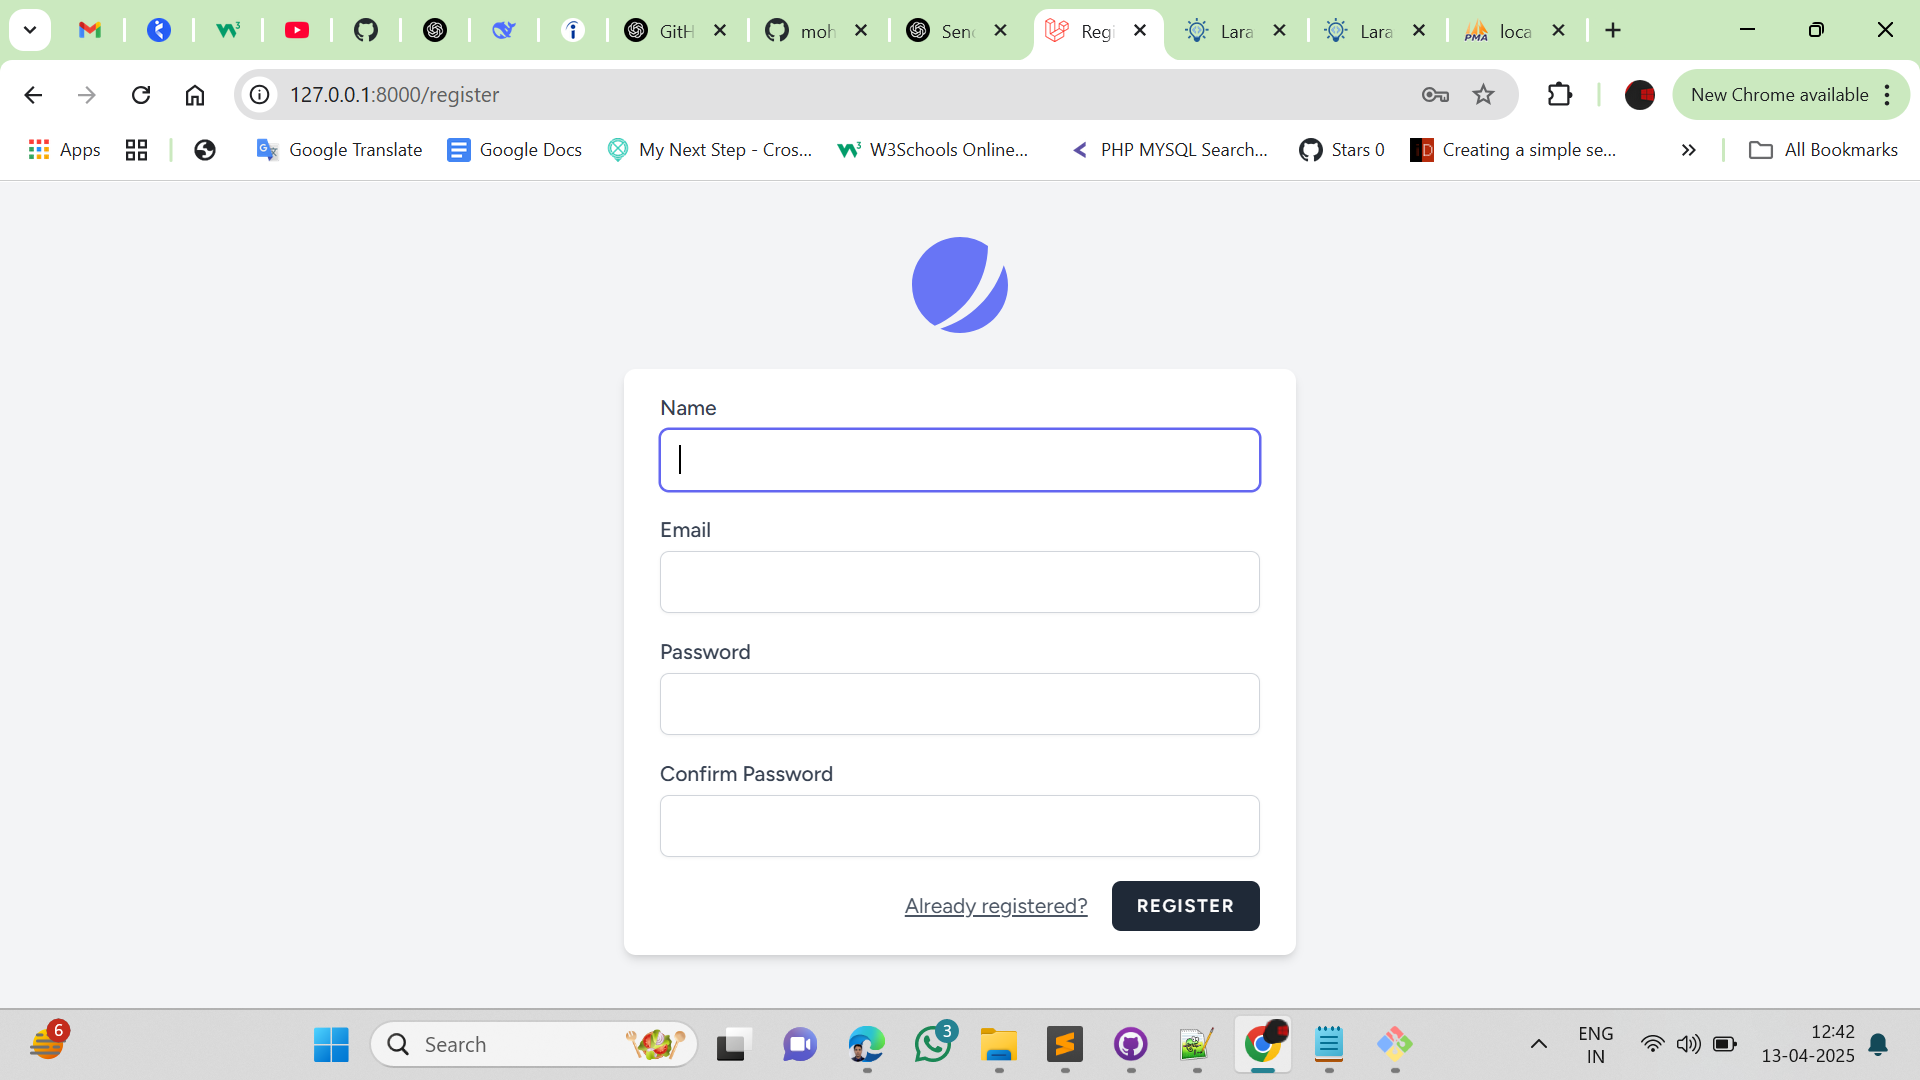 GitH
moh
Send
Regi
Lara
Lara
loca
127.0.0.1:8000/register
New Chrome available
Apps
Google Translate
Google Docs
My Next Step - Cros...
W3Schools Online...
PHP MYSQL Search...
Stars 0
Creating a simple se...
All Bookmarks
Name
Email
Password
Confirm Password
Already registered?
REGISTER
6
Search
3
ENG
IN
12:42
13-04-2025